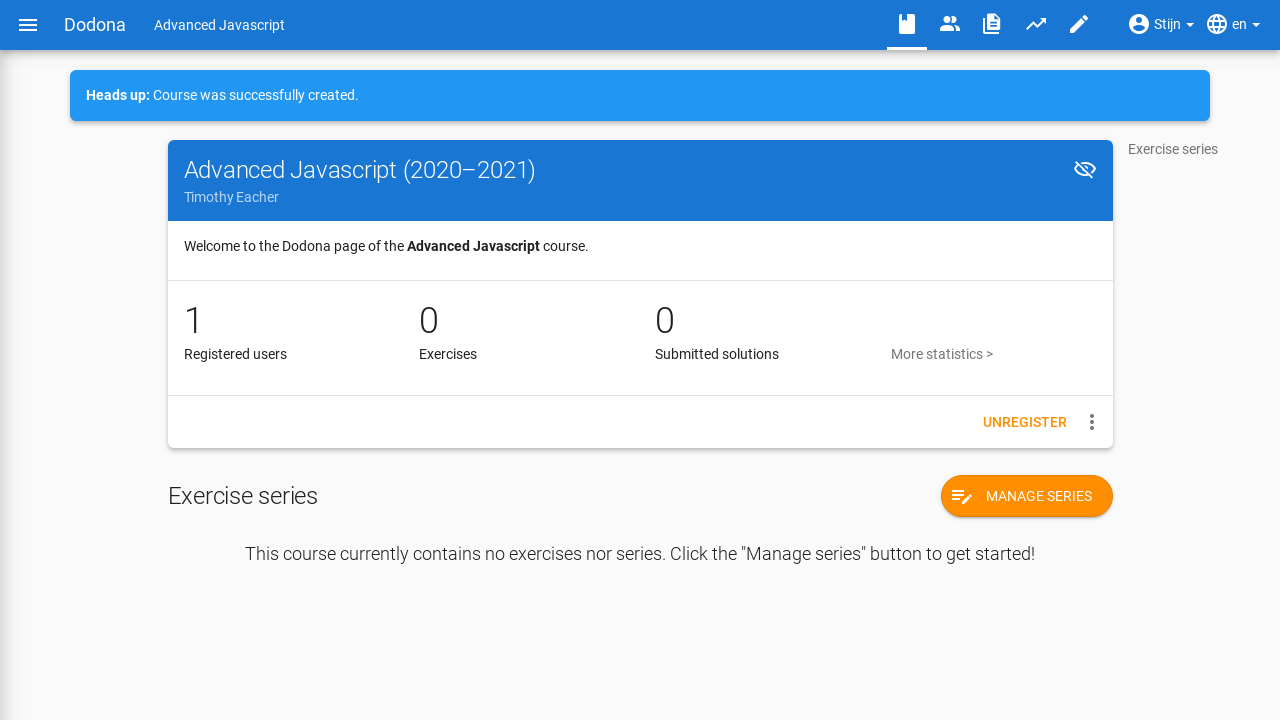 Dodona
Advanced Javascript
Stijn
en
Heads up: Course was successfully created.
Advanced Javascript (2020–2021)
Timothy Eacher
Exercise series
Welcome to the Dodona page of the Advanced Javascript course.
1
Registered users
0
Exercises
0
Submitted solutions
More statistics >
UNREGISTER
Exercise series
MANAGE SERIES
This course currently contains no exercises nor series. Click the "Manage series" button to get started!